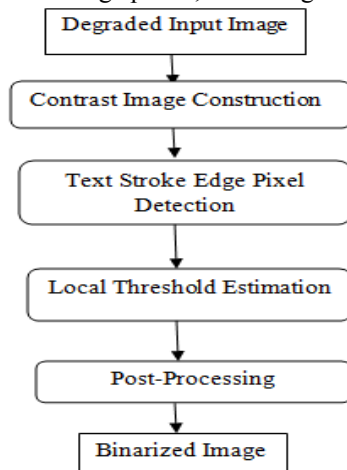 Degraded Input Image
Contrast Image Construction
Text Stroke Edge Pixel
Detection
Local Threshold Estimation
Post-Processing
Binarized Image